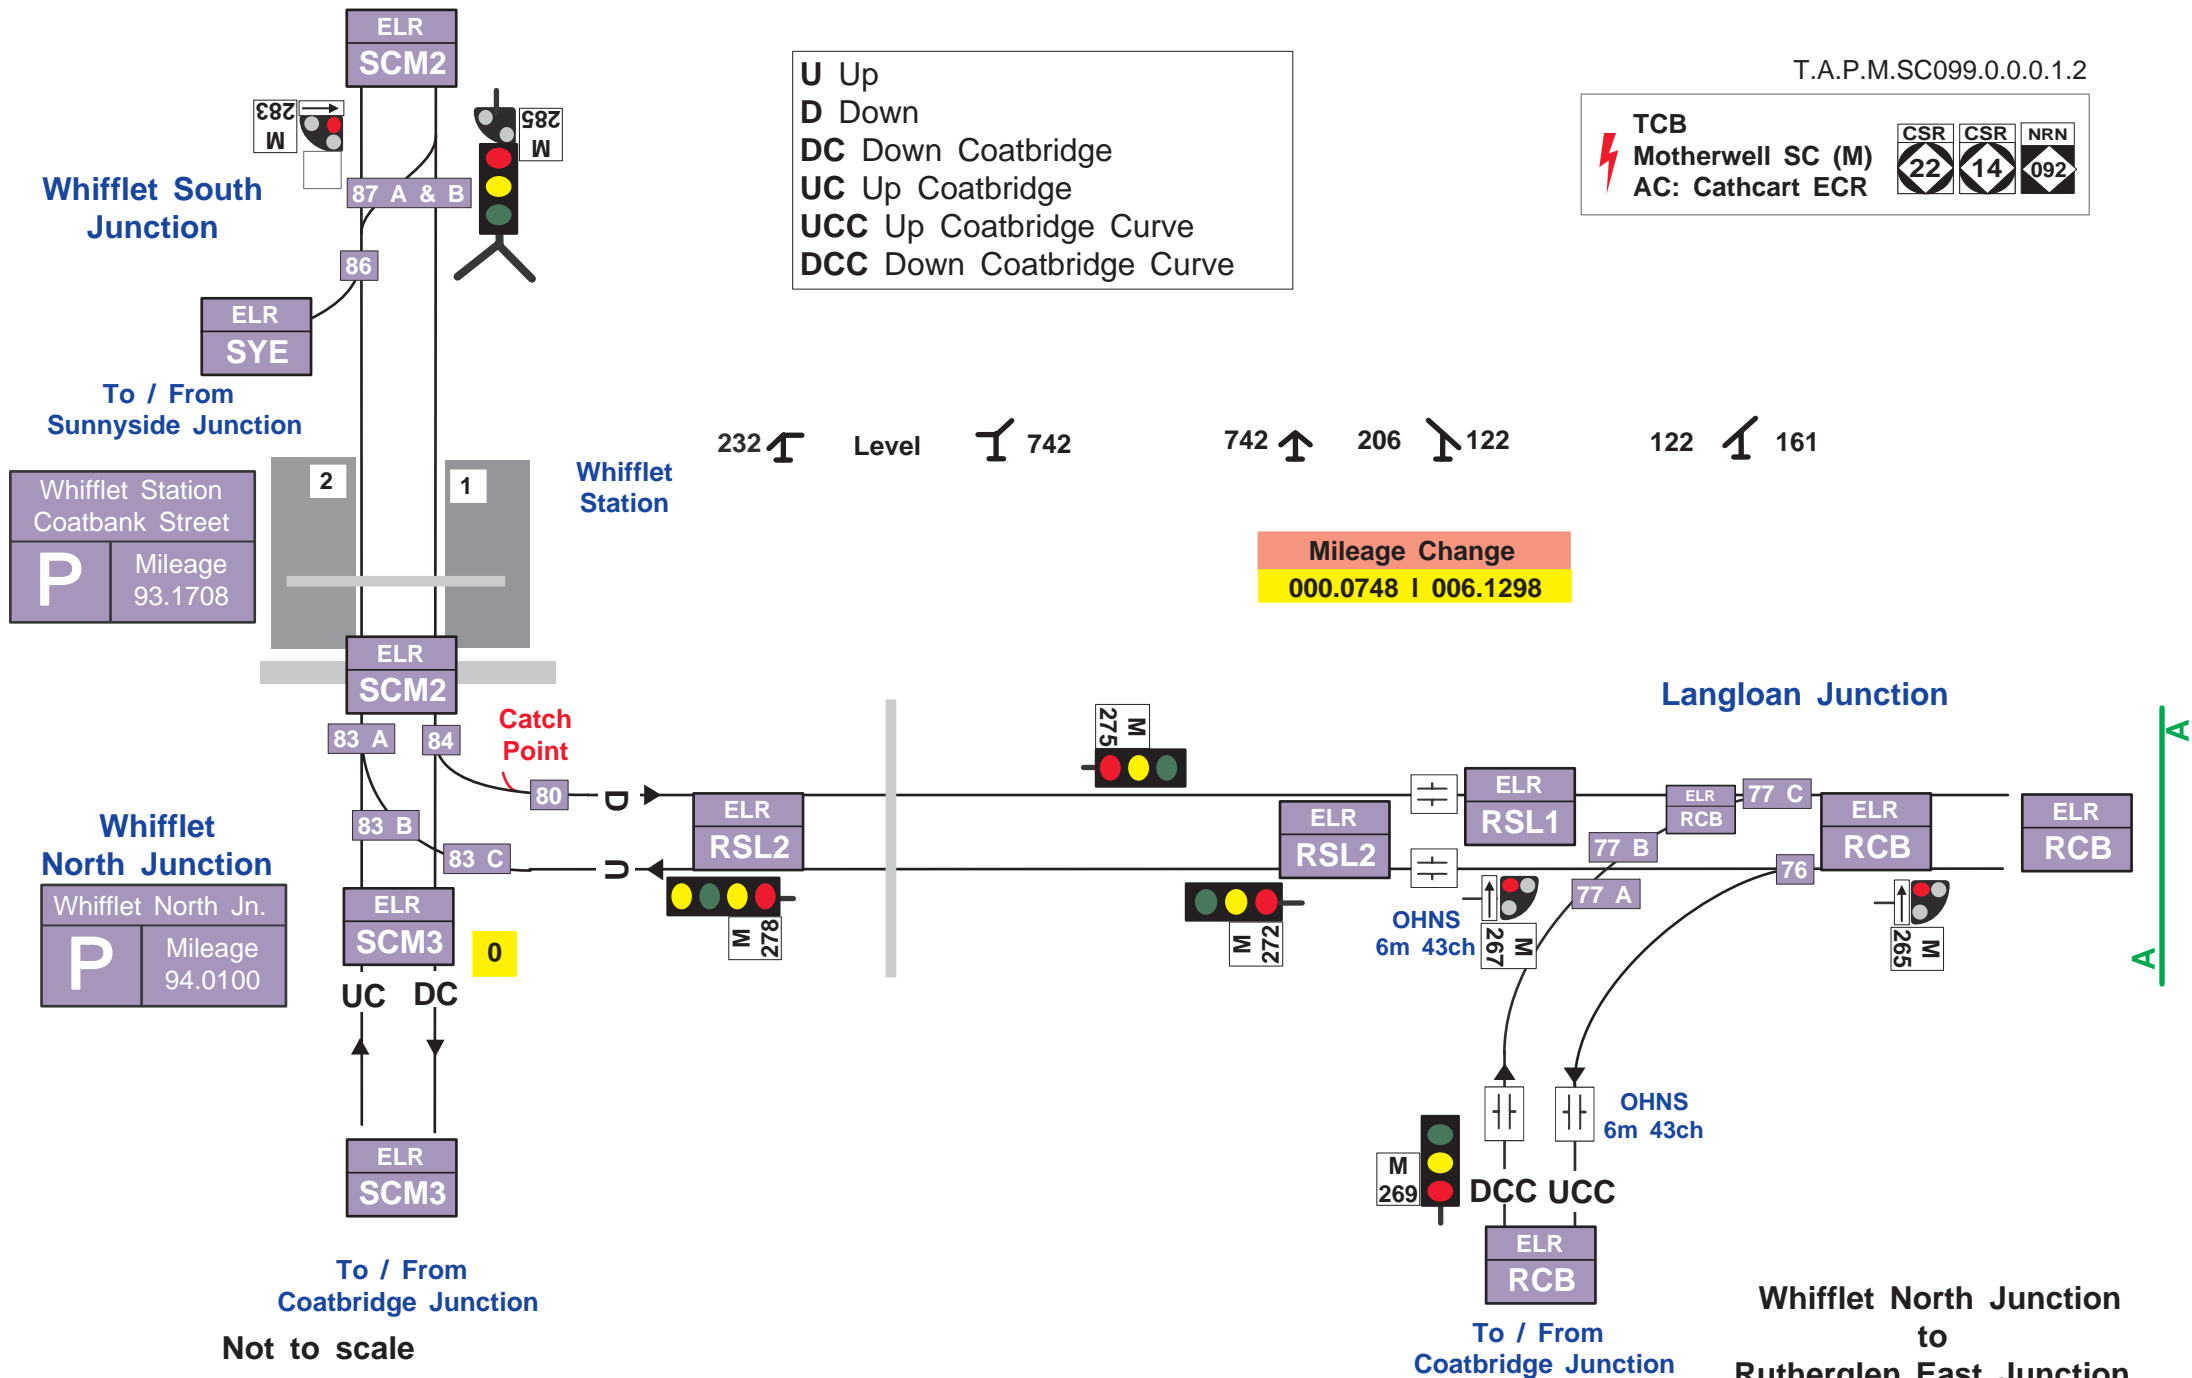 ELR
SCM2
M
283
M
285
U Up
D Down
DC Down Coatbridge
UC Up Coatbridge
UCC Up Coatbridge Curve
DCC Down Coatbridge Curve
T.A.P.M.SC099.0.0.0.1.2
TCB
Motherwell SC (M)
AC: Cathcart ECR
CSR
22
CSR
14
NRN
092
Whifflet South
Junction
87 A & B
86
ELR
SYE
To / From
Sunnyside Junction
232
Level
742
742
206
122
122
161
Whifflet Station
Coatbank Street
P
Mileage
93.1708
2
1
Whifflet
Station
Mileage Change
000.0748 I 006.1298
ELR
SCM2
Langloan Junction
83 A
84
Catch
Point
80
D
M
275
ELR
RSL2
ELR
RSL2
ELR
RSL1
ELR
RCB
77 C
ELR
RCB
ELR
RCB
A
A
Whifflet
North Junction
83 B
83 C
U
77 B
77 A
76
Whifflet North Jn.
P
Mileage
94.0100
ELR
SCM3
0
M
278
M
272
OHNS
6m 43ch
M
267
M
265
UC
DC
ELR
SCM3
OHNS
6m 43ch
M
269
DCC
UCC
ELR
RCB
To / From
Coatbridge Junction
Not to scale
To / From
Coatbridge Junction
Whifflet North Junction
to
Rutherglen East Junction